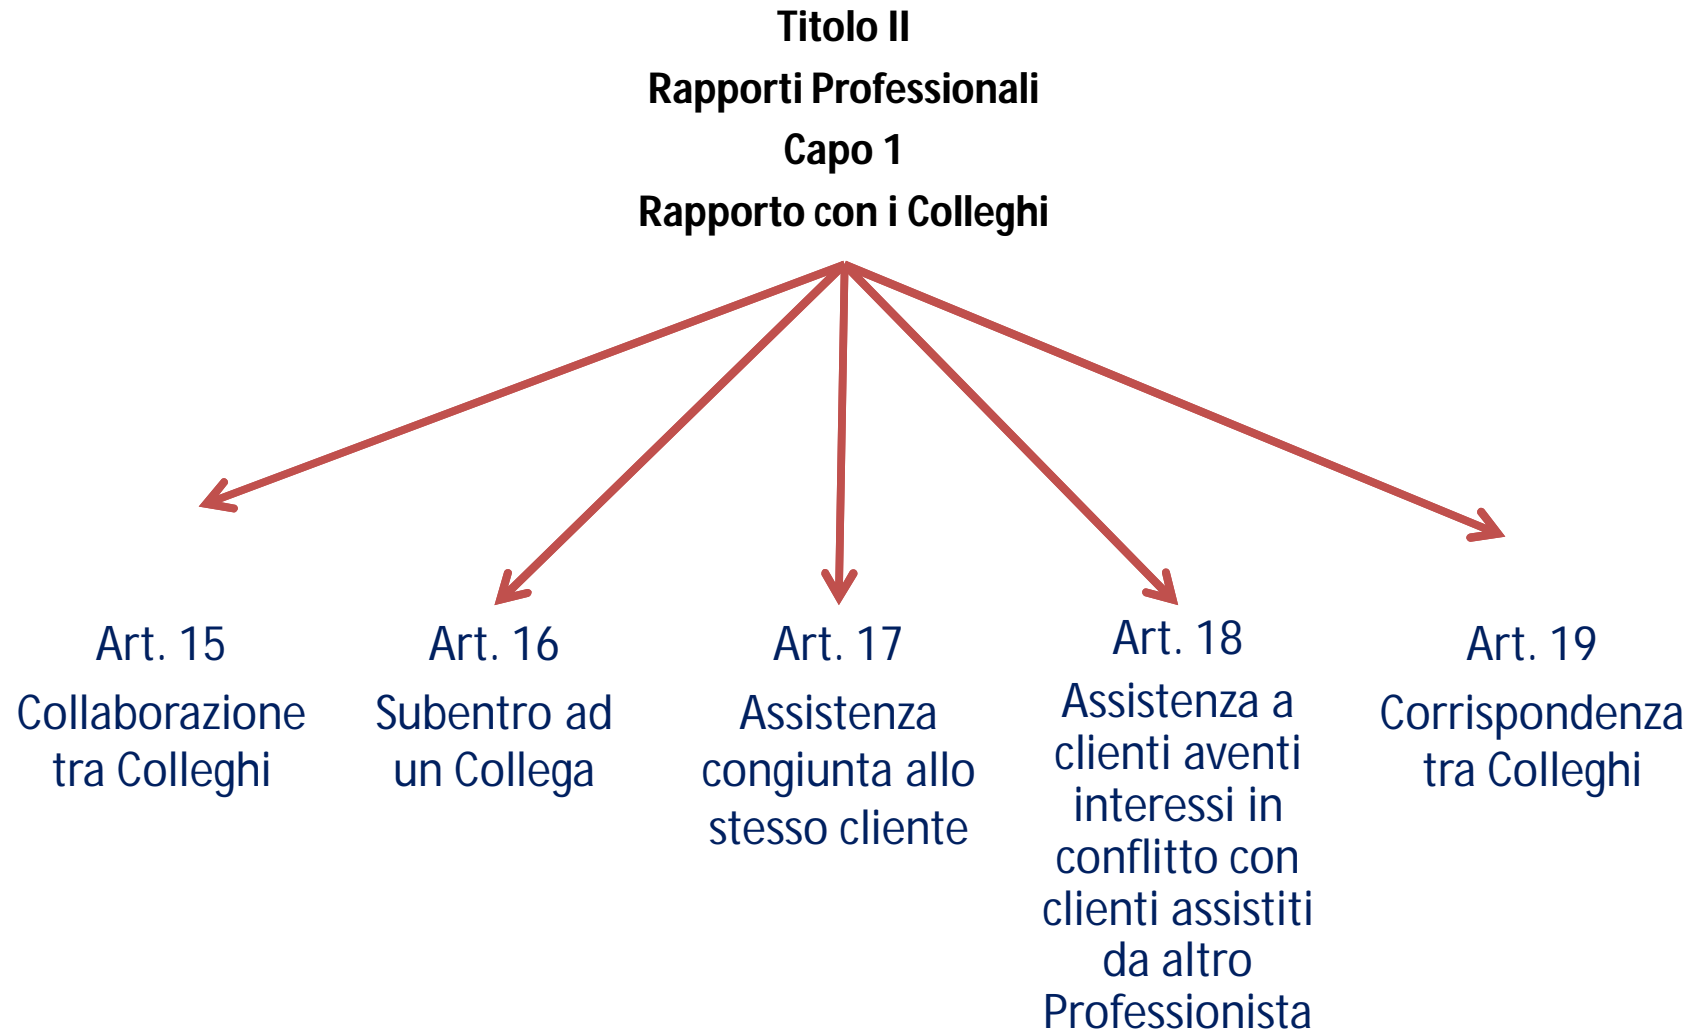 Titolo II
Rapporti Professionali
Capo 1
Rapporto con i Colleghi
Art. 15
Collaborazione
tra Colleghi
Art. 16
Subentro ad
un Collega
Art. 17
Assistenza
congiunta allo
stesso cliente
Art. 18
Assistenza a
clienti aventi
interessi in
conflitto con
clienti assistiti
da altro
Professionista
Art. 19
Corrispondenza
tra Colleghi